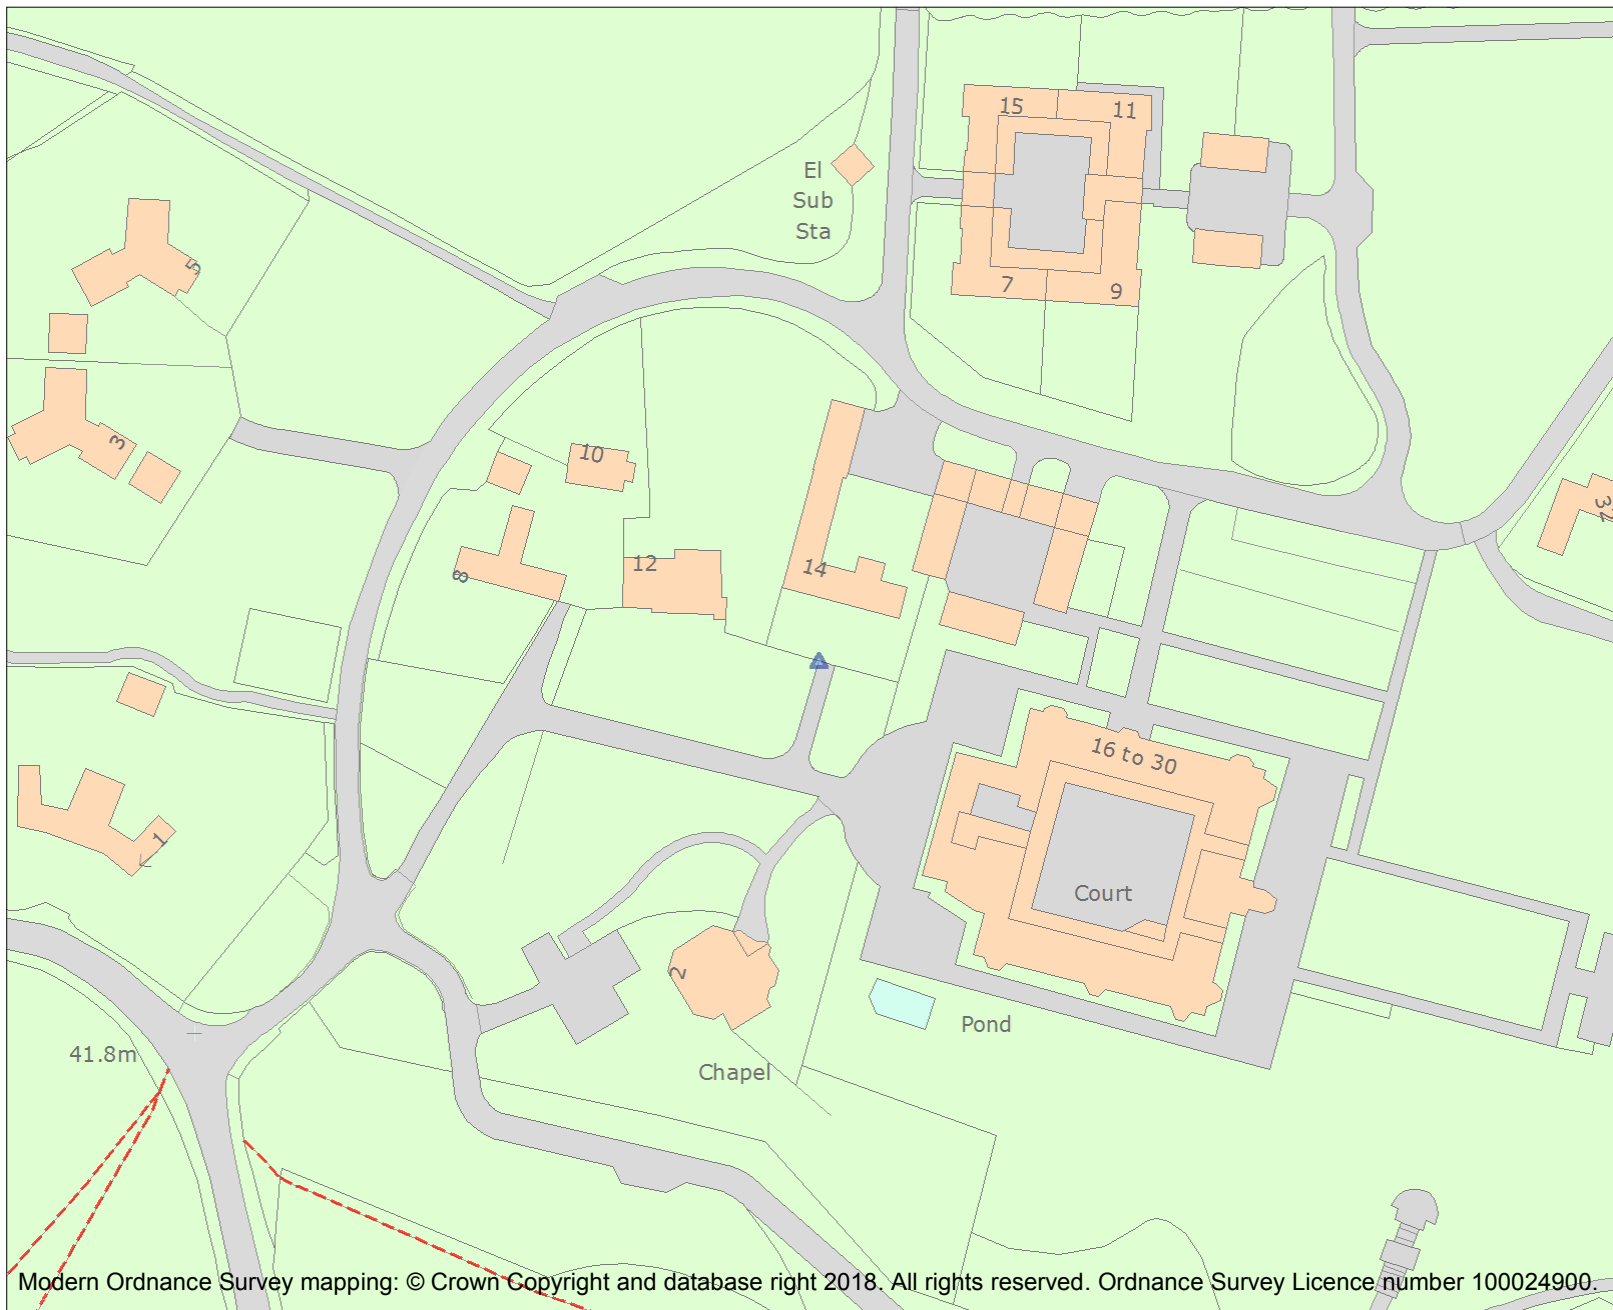 15
11
El
Sub
Sta
5
7
9
3
10
32
8
12
14
16 to 30
1
Court
2
Pond
41.8m
Chapel
Modern Ordnance Survey mapping: © Crown Copyright and database right 2018. All rights reserved. Ordnance Survey Licence number 100024900.